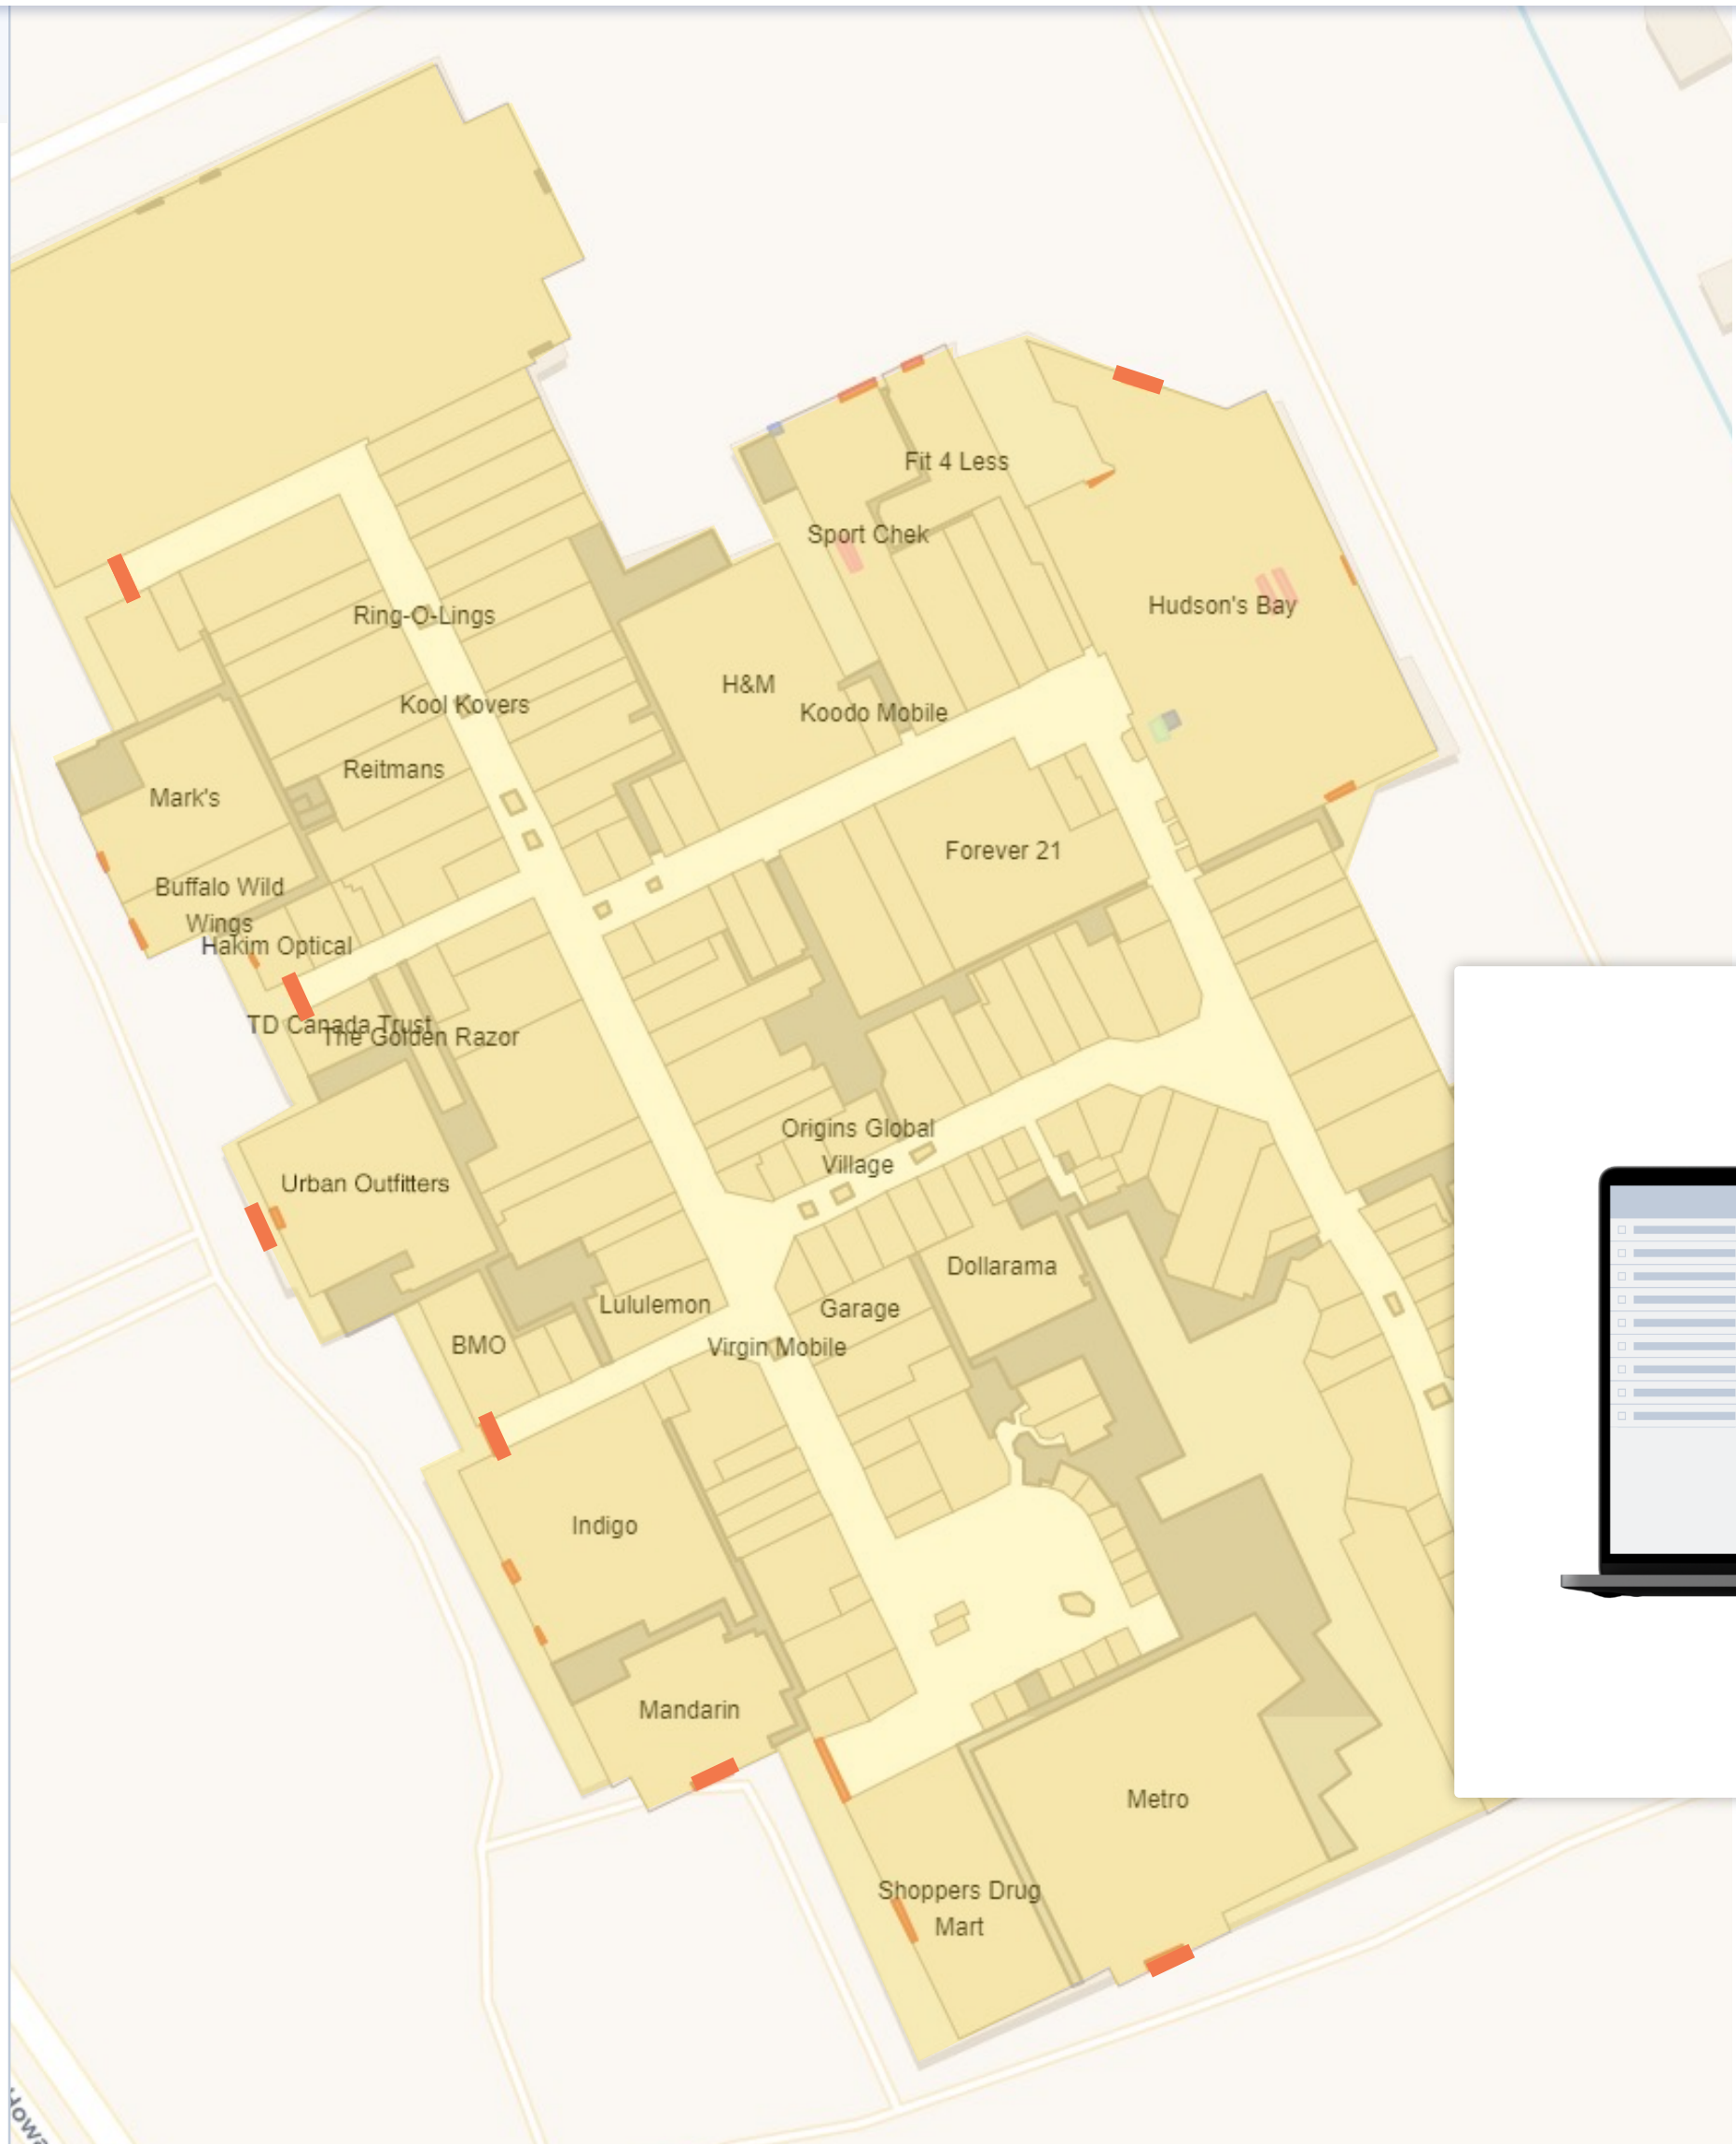 Fit 4 Less
Sport Chek
Hudson's Bay
Ring-O-Lings
H&M
Kool Kovers
Koodo Mobile
Reitmans
Mark's
Forever 21
Buffalo Wild
Wings
Hakim Optical
TD Canada Trust
The Golden Razor
Origins Global
Village
Urban Outfitters
Dollarama
Lululemon
Garage
BMO
Virgin Mobile
Indigo
Mandarin
Metro
Shoppers Drug
Mart